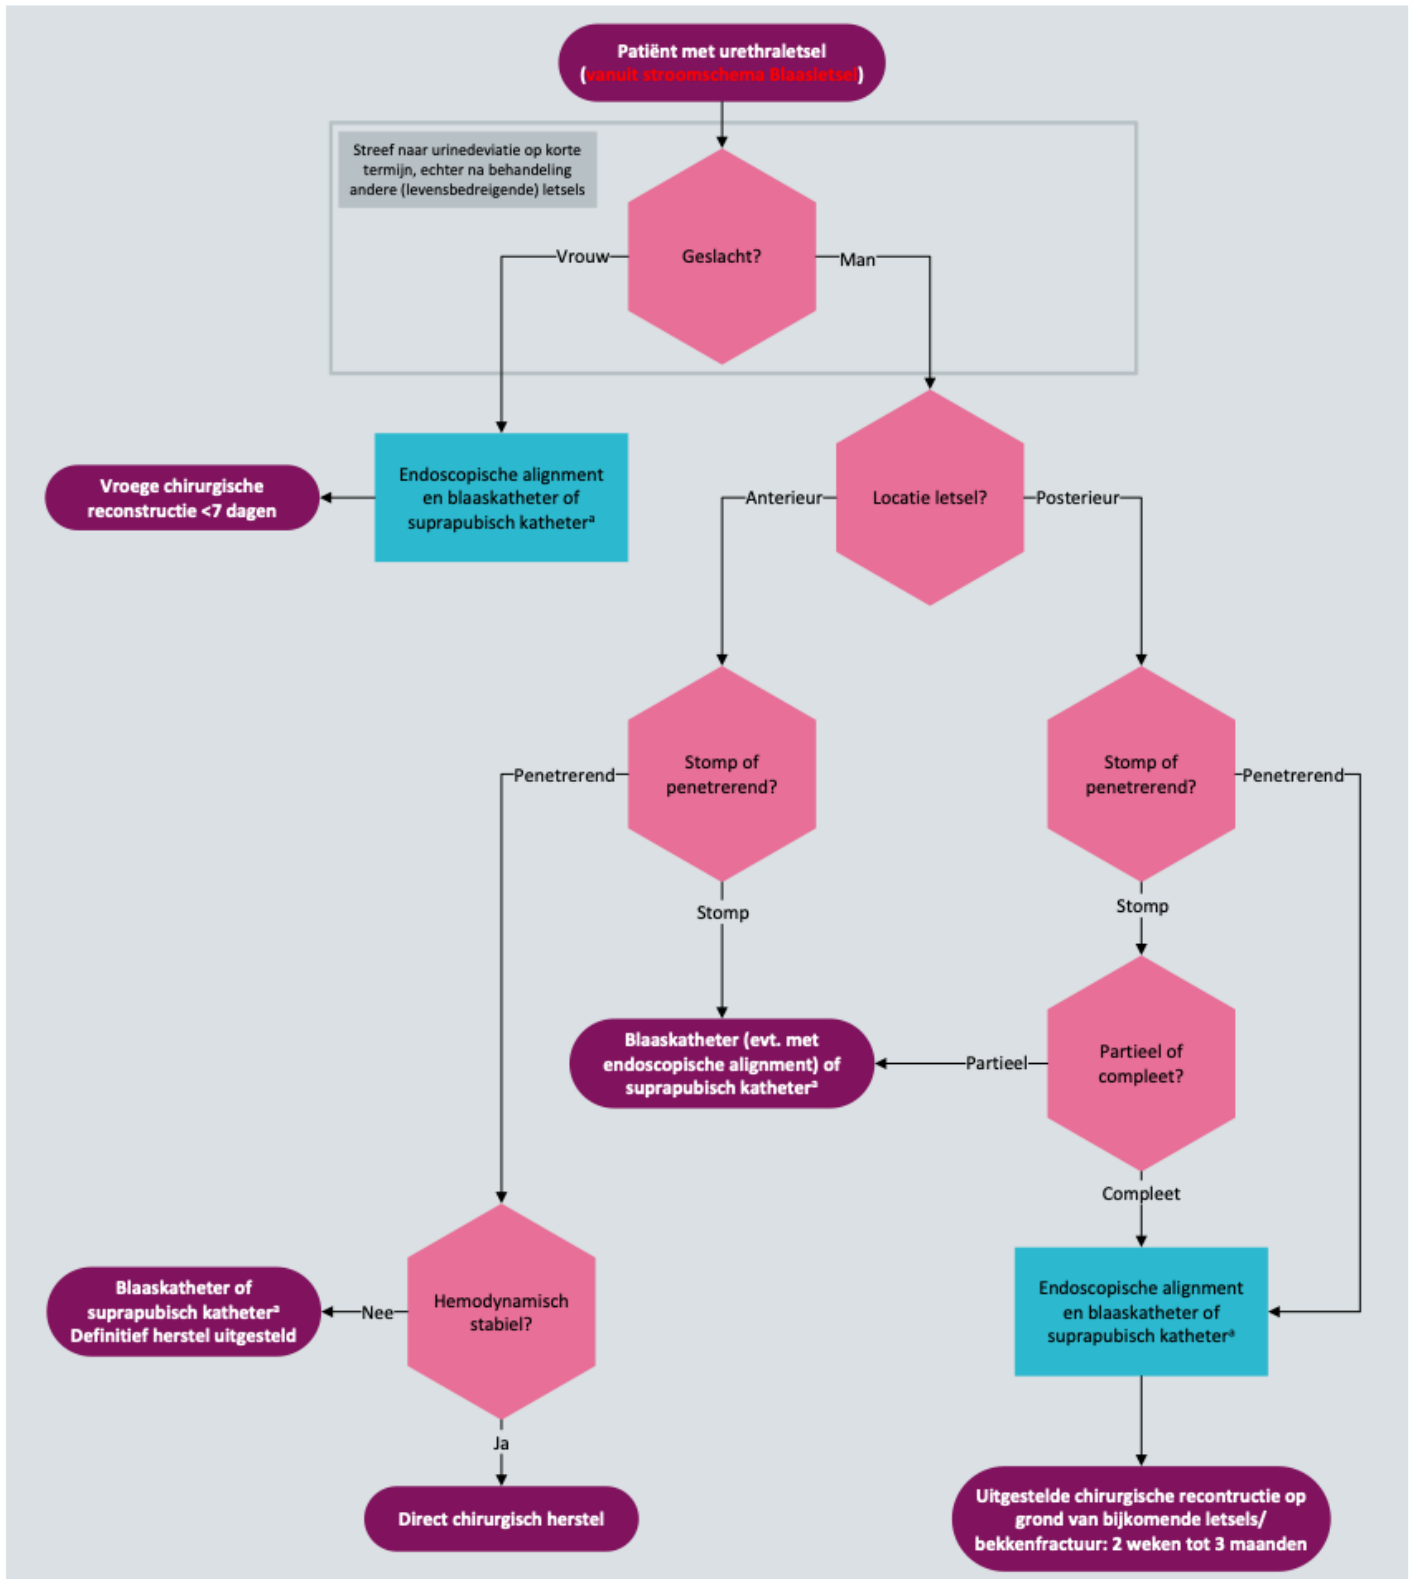 Patiënt met urethraletsel
(vanuit stroomschema Blaasletsel)
Streef naar urinedeviatie op korte
termijn, echter na behandeling
andere (levensbedreigende) letsels
Vrouw
Geslacht?
Man
Endoscopische alignment
en blaaskatheter of
suprapubisch katheterᵃ
Vroege chirurgische
reconstructie <7 dagen
Anterieur
Locatie letsel?
Posterieur
Penetrerend
Stomp of
penetrerend?
Stomp of
penetrerend?
Penetrerend
Stomp
Stomp
Blaaskatheter (evt. met
endoscopische alignment) of
suprapubisch katheterᵃ
Partieel
Partieel of
compleet?
Compleet
Blaaskatheter of
suprapubisch katheterᵃ
Definitief herstel uitgesteld
Nee
Hemodynamisch
stabiel?
Endoscopische alignment
en blaaskatheter of
suprapubisch katheterᵃ
Ja
Direct chirurgisch herstel
Uitgestelde chirurgische recontructie op
grond van bijkomende letsels/
bekkenfractuur: 2 weken tot 3 maanden